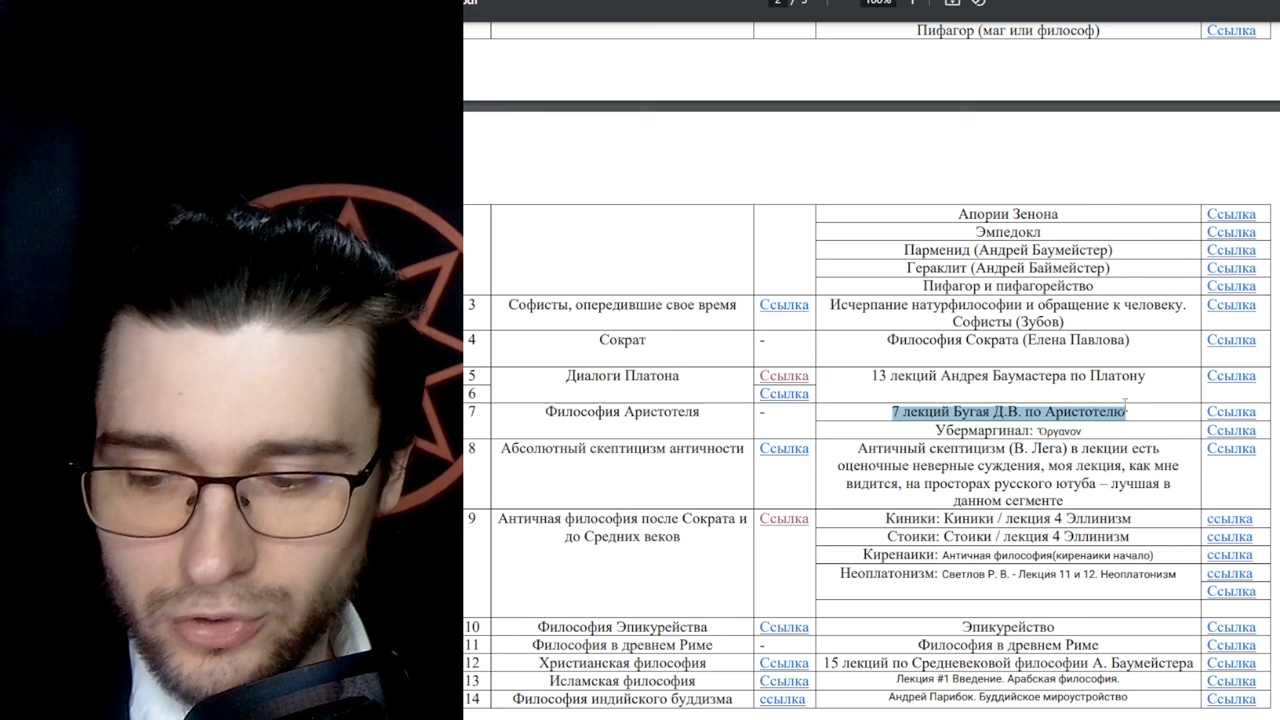 2 / 5 100%
Пифагор (маг или философ) Ссылка
Апории Зенона Ссылка
Эмпедокл Ссылка
Парменид (Андрей Баумейстер) Ссылка
Гераклит (Андрей Баймейстер) Ссылка
Пифагор и пифагорейство Ссылка
3 Софисты, опередившие свое время Ссылка Исчерпание натурфилософии и обращение к человеку. Ссылка
Софисты (Зубов)
4 Сократ - Философия Сократа (Елена Павлова) Ссылка
5 Диалоги Платона Ссылка 13 лекций Андрея Баумастера по Платону Ссылка
6 Ссылка
7 Философия Аристотеля - 7 лекций Бугая Д.В. по Аристотелю Ссылка
Убермаргинал: Ὄργανον Ссылка
8 Абсолютный скептицизм античности Ссылка Античный скептицизм (В. Лега) в лекции есть Ссылка
оценочные неверные суждения, моя лекция, как мне
видится, на просторах русского ютуба – лучшая в
данном сегменте
9 Античная философия после Сократа и Ссылка Киники: Киники / лекция 4 Эллинизм ссылка
до Средних веков Стоики: Стоики / лекция 4 Эллинизм ссылка
Киренаики: Античная философия(киренаики начало) ссылка
Неоплатонизм: Светлов Р. В. - Лекция 11 и 12. Неоплатонизм ссылка
Ссылка
10 Философия Эпикурейства Ссылка Эпикурейство Ссылка
11 Философия в древнем Риме - Философия в древнем Риме Ссылка
12 Христианская философия Ссылка 15 лекций по Средневековой философии А. Баумейстера Ссылка
13 Исламская философия Ссылка Лекция #1 Введение. Арабская философия. Ссылка
14 Философия индийского буддизма ссылка Андрей Парибок. Буддийское мироустройство Ссылка